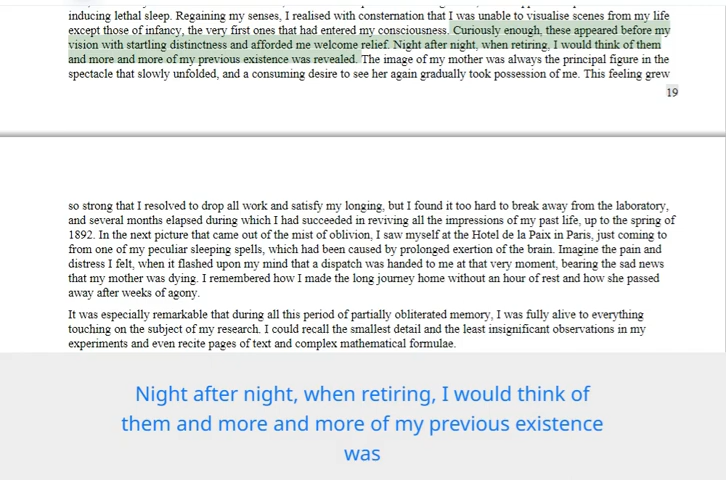 inducing lethal sleep. Regaining my senses, I realised with consternation that I was unable to visualise scenes from my life
except those of infancy, the very first ones that had entered my consciousness. Curiously enough, these appeared before my
vision with startling distinctness and afforded me welcome relief. Night after night, when retiring, I would think of them
and more and more of my previous existence was revealed. The image of my mother was always the principal figure in the
spectacle that slowly unfolded, and a consuming desire to see her again gradually took possession of me. This feeling grew
19
so strong that I resolved to drop all work and satisfy my longing, but I found it too hard to break away from the laboratory,
and several months elapsed during which I had succeeded in reviving all the impressions of my past life, up to the spring of
1892. In the next picture that came out of the mist of oblivion, I saw myself at the Hotel de la Paix in Paris, just coming to
from one of my peculiar sleeping spells, which had been caused by prolonged exertion of the brain. Imagine the pain and
distress I felt, when it flashed upon my mind that a dispatch was handed to me at that very moment, bearing the sad news
that my mother was dying. I remembered how I made the long journey home without an hour of rest and how she passed
away after weeks of agony.
It was especially remarkable that during all this period of partially obliterated memory, I was fully alive to everything
touching on the subject of my research. I could recall the smallest detail and the least insignificant observations in my
experiments and even recite pages of text and complex mathematical formulae.
Night after night, when retiring, I would think of
them and more and more of my previous existence
was